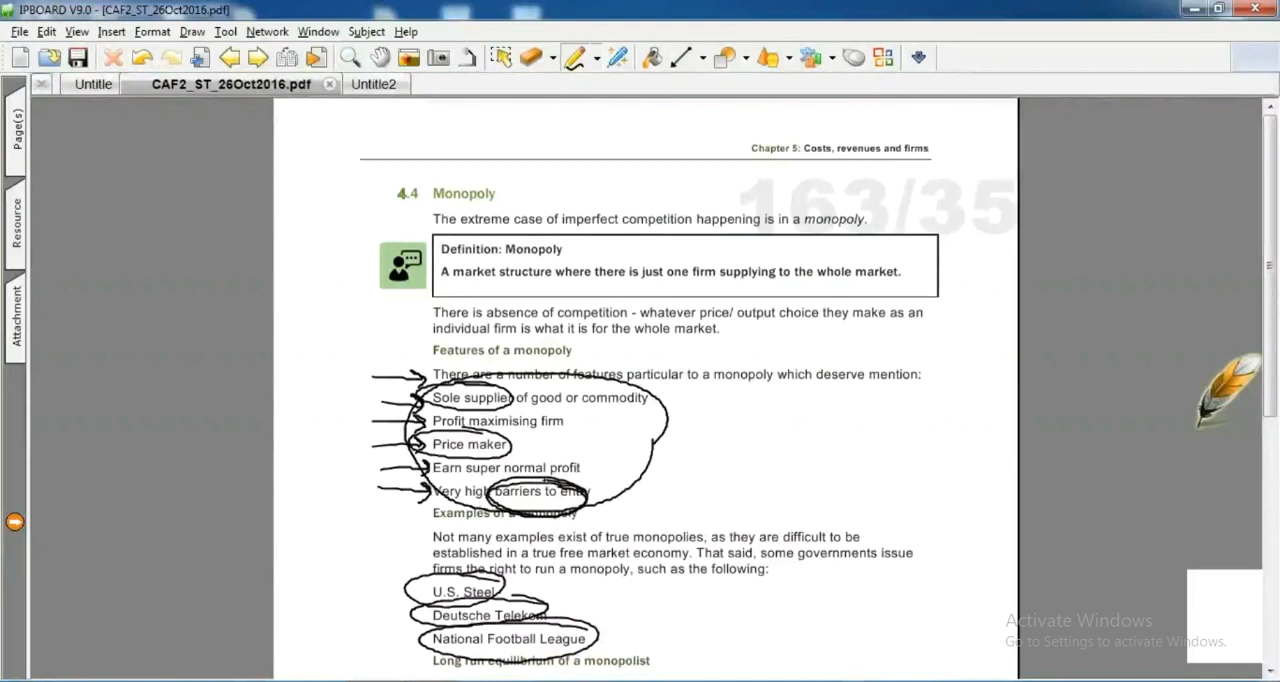 IPBOARD V9.0 - [CAF2_ST_26Oct2016.pdf]
File Edit View Insert Format Draw Tool Network Window Subject Help
Untitle CAF2_ST_26Oct2016.pdf Untitle2
Page(s)
Resource
Attachment
Chapter 5: Costs, revenues and firms
163/35
4.4 Monopoly
The extreme case of imperfect competition happening is in a monopoly.
Definition: Monopoly
A market structure where there is just one firm supplying to the whole market.
There is absence of competition - whatever price/ output choice they make as an
individual firm is what it is for the whole market.
Features of a monopoly
There are a number of features particular to a monopoly which deserve mention:
Sole supplier of good or commodity
Profit maximising firm
Price maker
Earn super normal profit
Very high barriers to entry
Examples of a monopoly
Not many examples exist of true monopolies, as they are difficult to be
established in a true free market economy. That said, some governments issue
firms the right to run a monopoly, such as the following:
U.S. Steel
Deutsche Telekom
National Football League
Long run equilibrium of a monopolist
Activate Windows
Go to Settings to activate Windows.